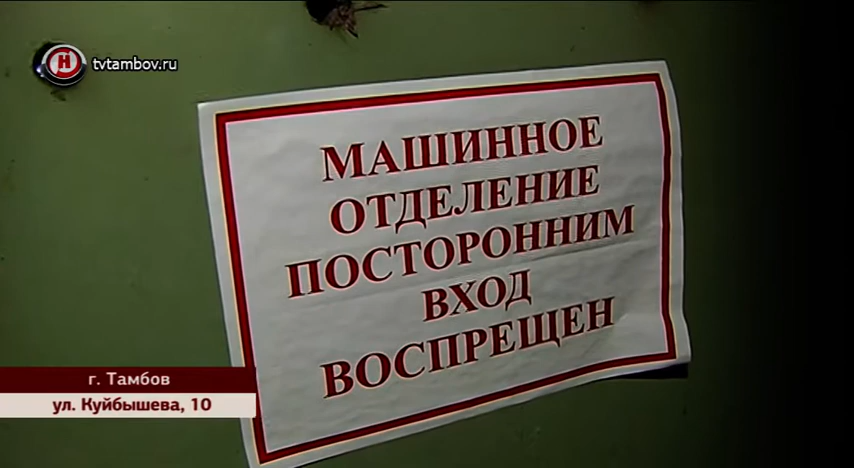 Н
tvtambov.ru
МАШИННОЕ
ОТДЕЛЕНИЕ
ПОСТОРОННИМ
ВХОД
ВОСПРЕЩЕН
г. Тамбов
ул. Куйбышева, 10